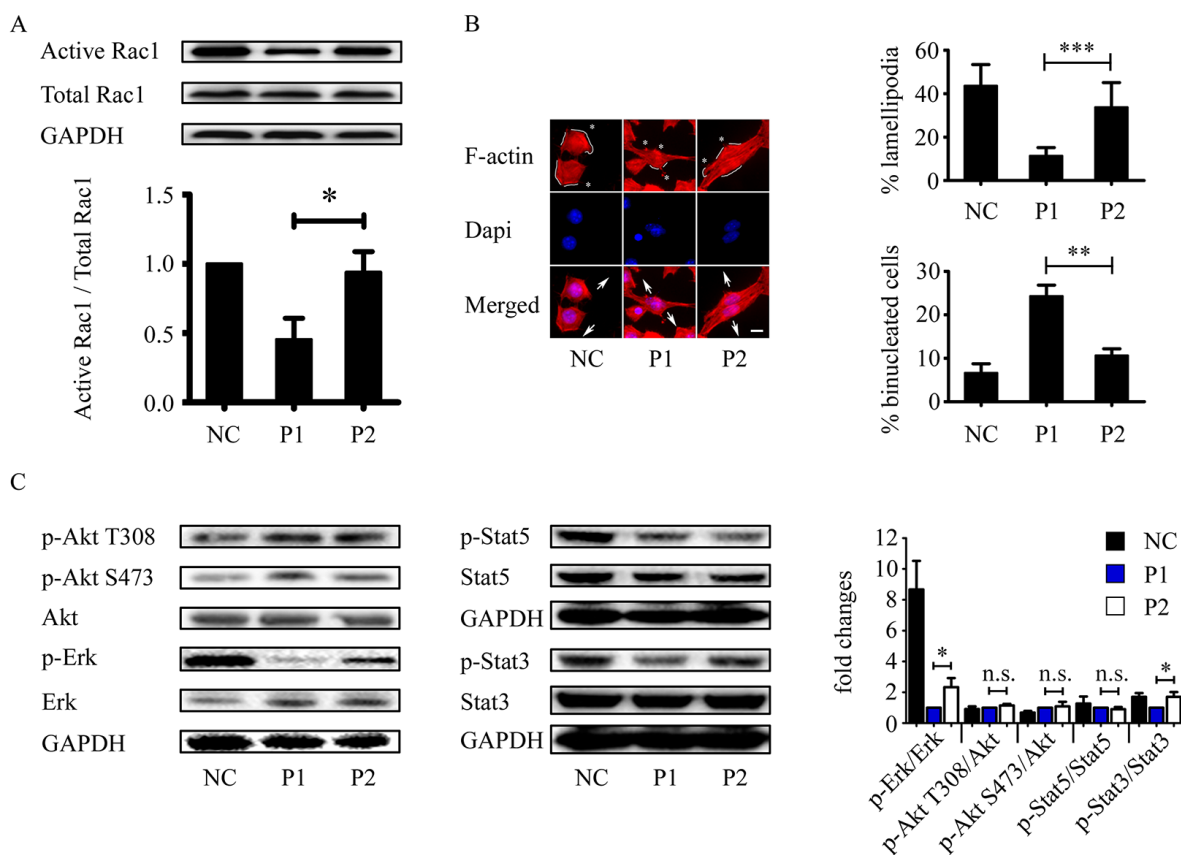 A
Active Rac1
Total Rac1
GAPDH
Active Rac1 / Total Rac1
1.5
1.0
0.5
0.0
*
NC P1 P2
B
F-actin
Dapi
Merged
* * * * * * *
NC P1 P2
% lamellipodia
60
40
20
0
***
NC P1 P2
% binucleated cells
30
20
10
0
**
NC P1 P2
C
p-Akt T308
p-Akt S473
Akt
p-Erk
Erk
GAPDH
NC P1 P2
p-Stat5
Stat5
GAPDH
p-Stat3
Stat3
GAPDH
NC P1 P2
fold changes
12
10
8
6
4
2
0
NC
P1
P2
* n.s. n.s. n.s. *
p-Erk/Erk
p-Akt T308/Akt
p-Akt S473/Akt
p-Stat5/Stat5
p-Stat3/Stat3